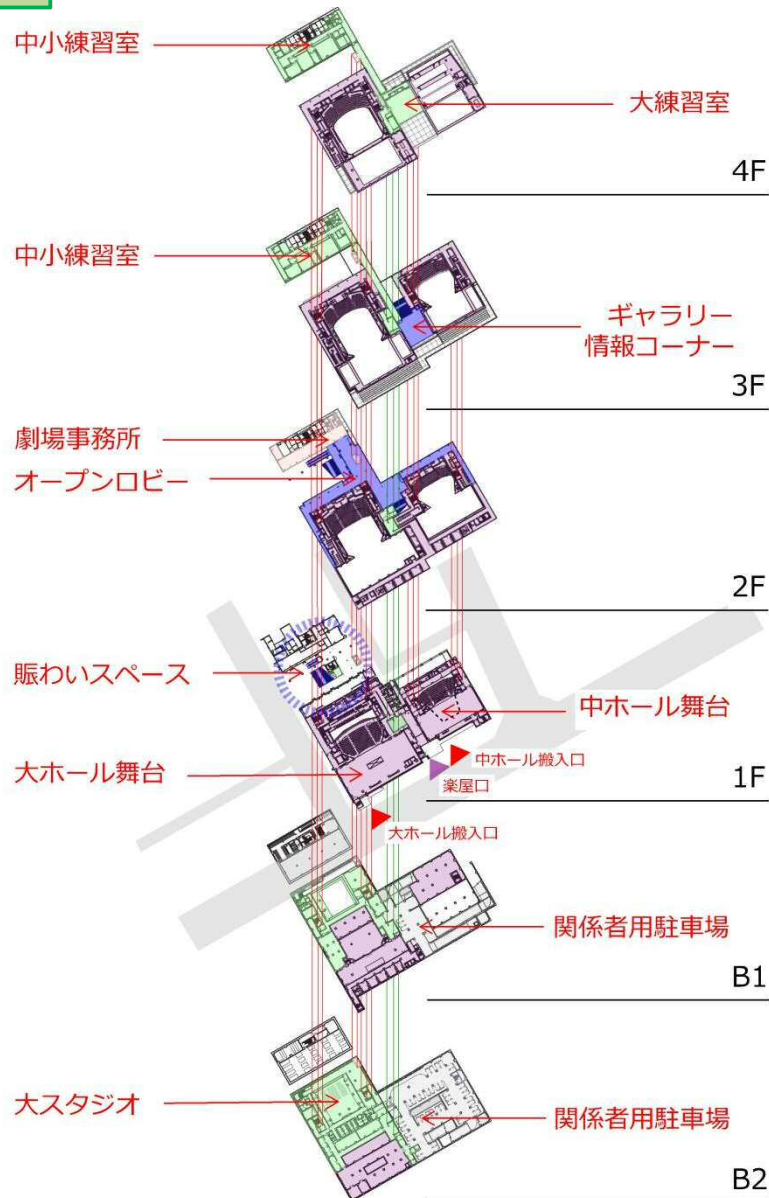 中小練習室
大練習室
4F
中小練習室
ギャラリー
情報コーナー
3F
劇場事務所
オープンロビー
2F
賑わいスペース
中ホール舞台
大ホール舞台
中ホール搬入口
楽屋口
1F
大ホール搬入口
関係者用駐車場
B1
大スタジオ
関係者用駐車場
B2